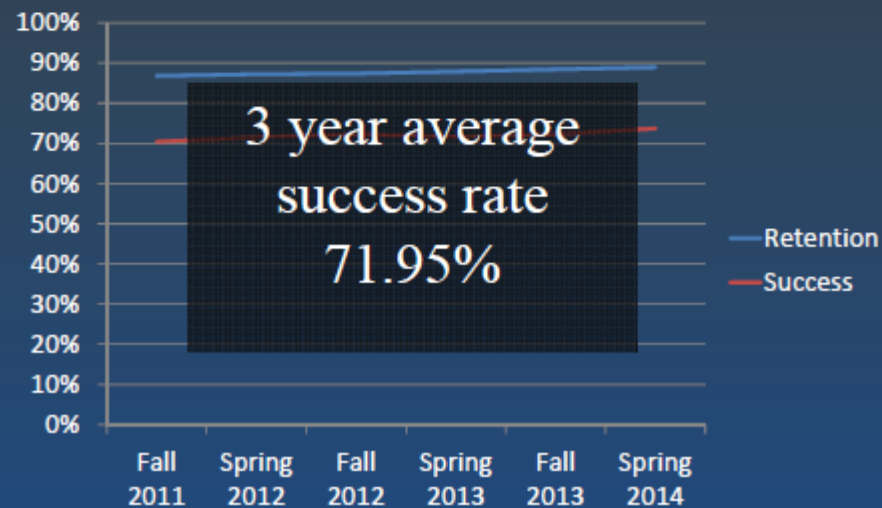 100%
90%
80%
70%
60%
50%
40%
30%
20%
10%
0%
3 year average
success rate
71.95%
Retention
Success
Fall Spring Fall Spring Fall Spring
2011 2012 2012 2013 2013 2014